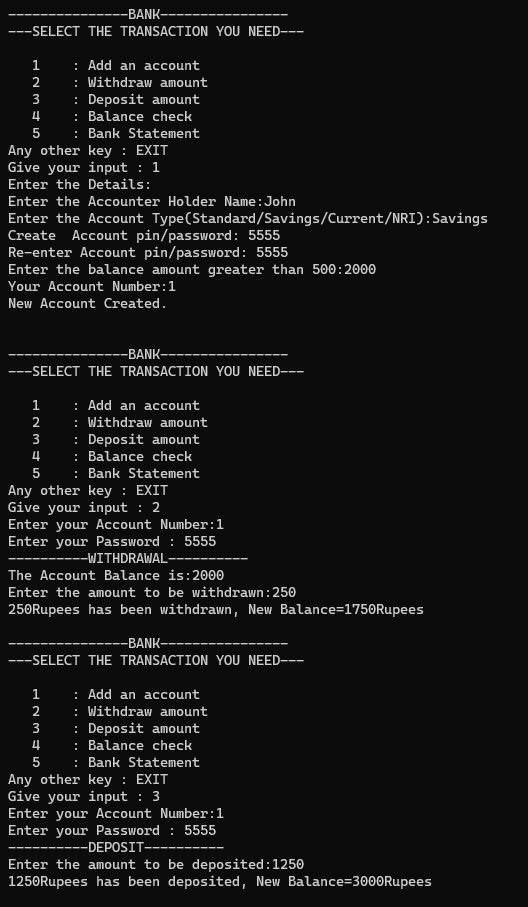 ---------------BANK----------------
---SELECT THE TRANSACTION YOU NEED---
   1    : Add an account
   2    : Withdraw amount
   3    : Deposit amount
   4    : Balance check
   5    : Bank Statement
Any other key : EXIT
Give your input : 1
Enter the Details:
Enter the Accounter Holder Name:John
Enter the Account Type(Standard/Savings/Current/NRI):Savings
Create  Account pin/password: 5555
Re-enter Account pin/password: 5555
Enter the balance amount greater than 500:2000
Your Account Number:1
New Account Created.
---------------BANK----------------
---SELECT THE TRANSACTION YOU NEED---
   1    : Add an account
   2    : Withdraw amount
   3    : Deposit amount
   4    : Balance check
   5    : Bank Statement
Any other key : EXIT
Give your input : 2
Enter your Account Number:1
Enter your Password : 5555
----------WITHDRAWAL----------
The Account Balance is:2000
Enter the amount to be withdrawn:250
250Rupees has been withdrawn, New Balance=1750Rupees
---------------BANK----------------
---SELECT THE TRANSACTION YOU NEED---
   1    : Add an account
   2    : Withdraw amount
   3    : Deposit amount
   4    : Balance check
   5    : Bank Statement
Any other key : EXIT
Give your input : 3
Enter your Account Number:1
Enter your Password : 5555
----------DEPOSIT----------
Enter the amount to be deposited:1250
1250Rupees has been deposited, New Balance=3000Rupees